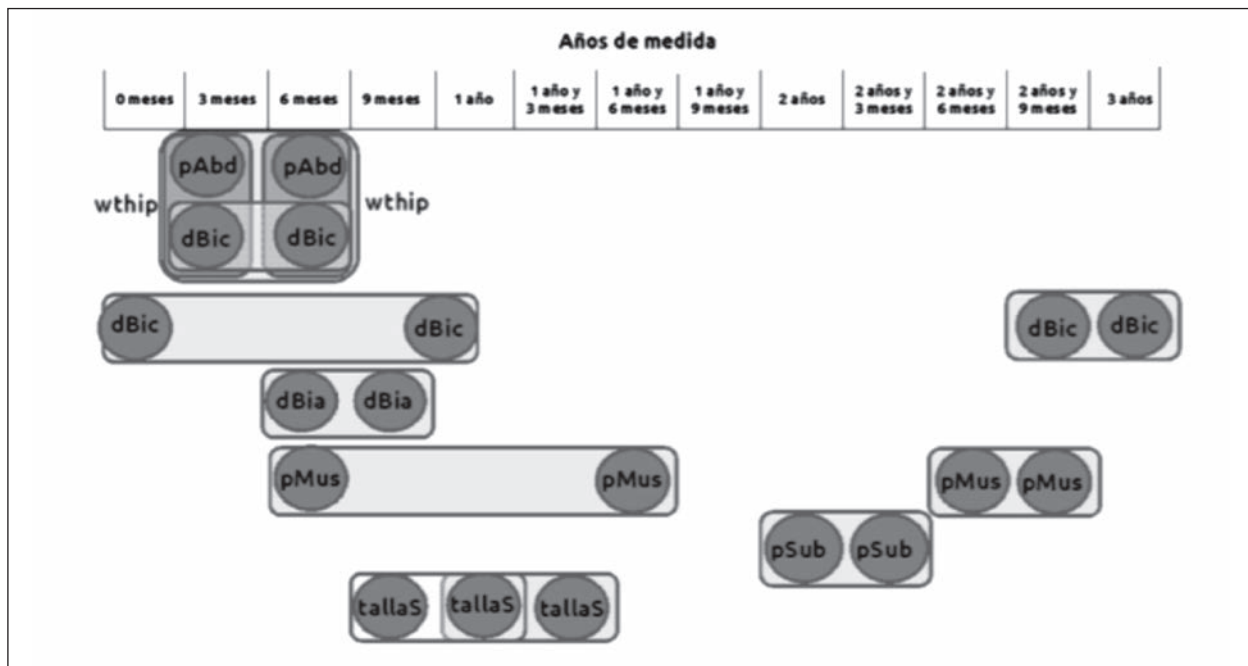 Años de medida
0 meses 3 meses 6 meses 9 meses 1 año 1 año y 3 meses 1 año y 6 meses 1 año y 9 meses 2 años 2 años y 3 meses 2 años y 6 meses 2 años y 9 meses 3 años
pAbd pAbd
wthip wthip
dBic dBic
dBic dBic dBic dBic
dBia dBia
pMus pMus pMus pMus
pSub pSub
tallaS tallaS tallaS